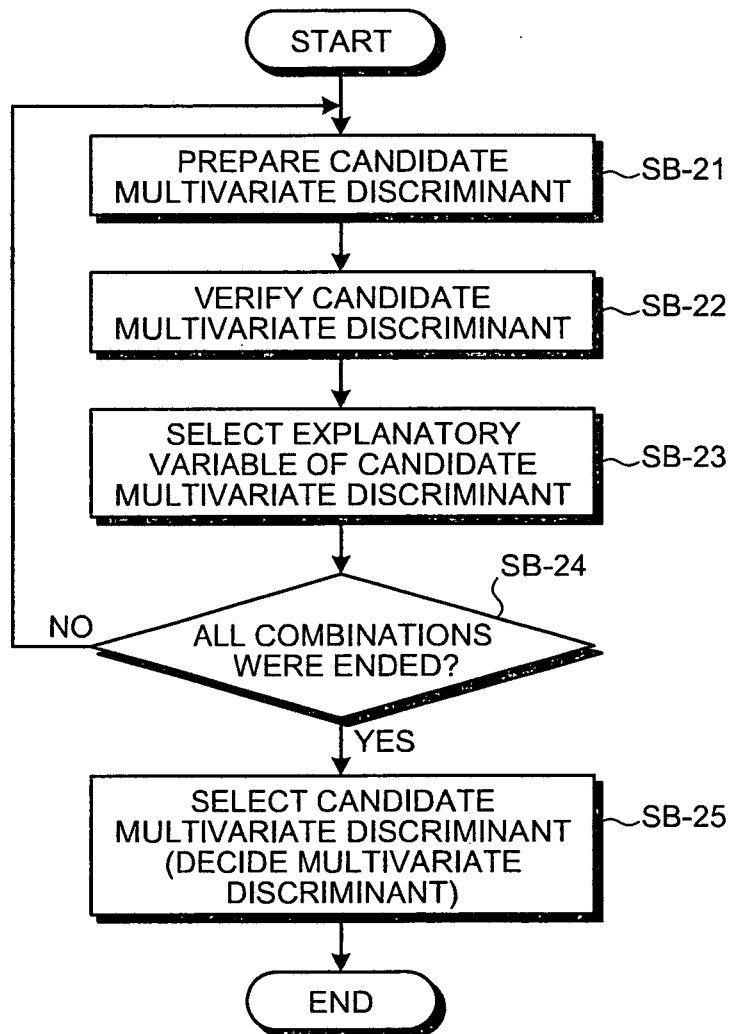 START
PREPARE CANDIDATE
MULTIVARIATE DISCRIMINANT
SB-21
VERIFY CANDIDATE
MULTIVARIATE DISCRIMINANT
SB-22
SELECT EXPLANATORY
VARIABLE OF CANDIDATE
MULTIVARIATE DISCRIMINANT
SB-23
SB-24
NO
ALL COMBINATIONS
WERE ENDED?
YES
SELECT CANDIDATE
MULTIVARIATE DISCRIMINANT
(DECIDE MULTIVARIATE
DISCRIMINANT)
SB-25
END